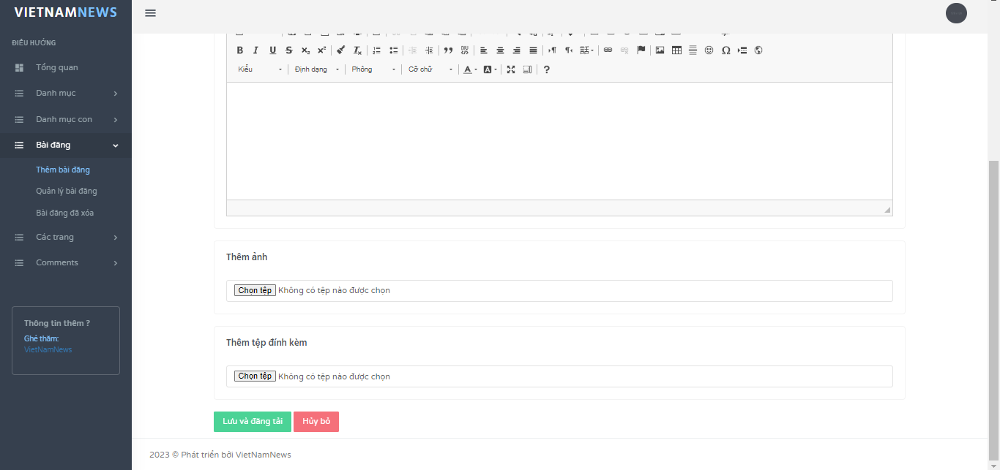 VIETNAMNEWS
ĐIỀU HƯỚNG
Tổng quan
Danh mục
Danh mục con
Bài đăng
Thêm bài đăng
Quản lý bài đăng
Bài đăng đã xóa
Các trang
Comments
Thông tin thêm ?
Ghé thăm:
VietNamNews
Kiểu Định dạng Phông Cỡ chữ
Thêm ảnh
Chọn tệp Không có tệp nào được chọn
Thêm tệp đính kèm
Chọn tệp Không có tệp nào được chọn
Lưu và đăng tải Hủy bỏ
2023 © Phát triển bởi VietNamNews